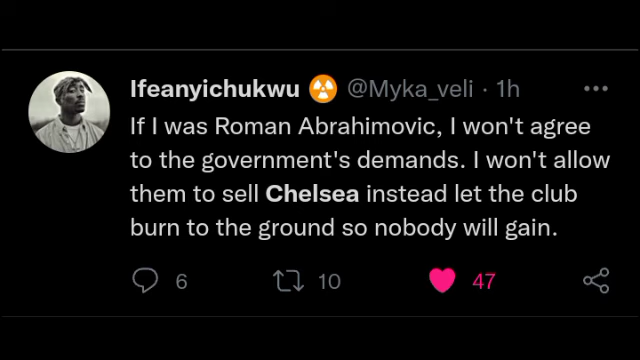 Ifeanyichukwu ☢ @Myka_veli · 1h
If I was Roman Abrahimovic, I won't agree
to the government's demands. I won't allow
them to sell Chelsea instead let the club
burn to the ground so nobody will gain.
6 10 47